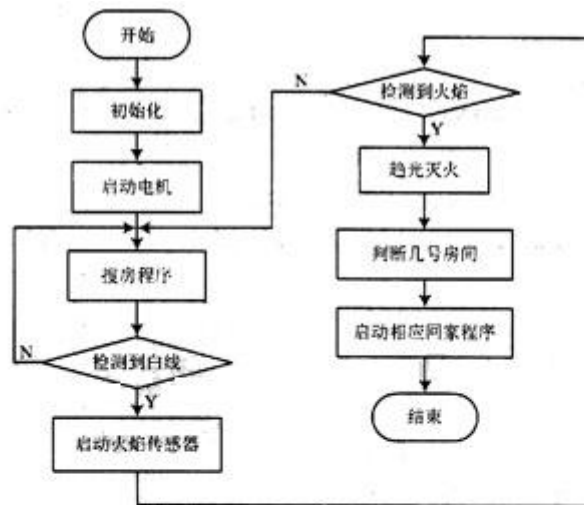 开始
初始化
启动电机
搜房程序
N
检测到白线
Y
启动火焰传感器
N
检测到火焰
Y
趋光灭火
判断几号房间
启动相应回家程序
结束